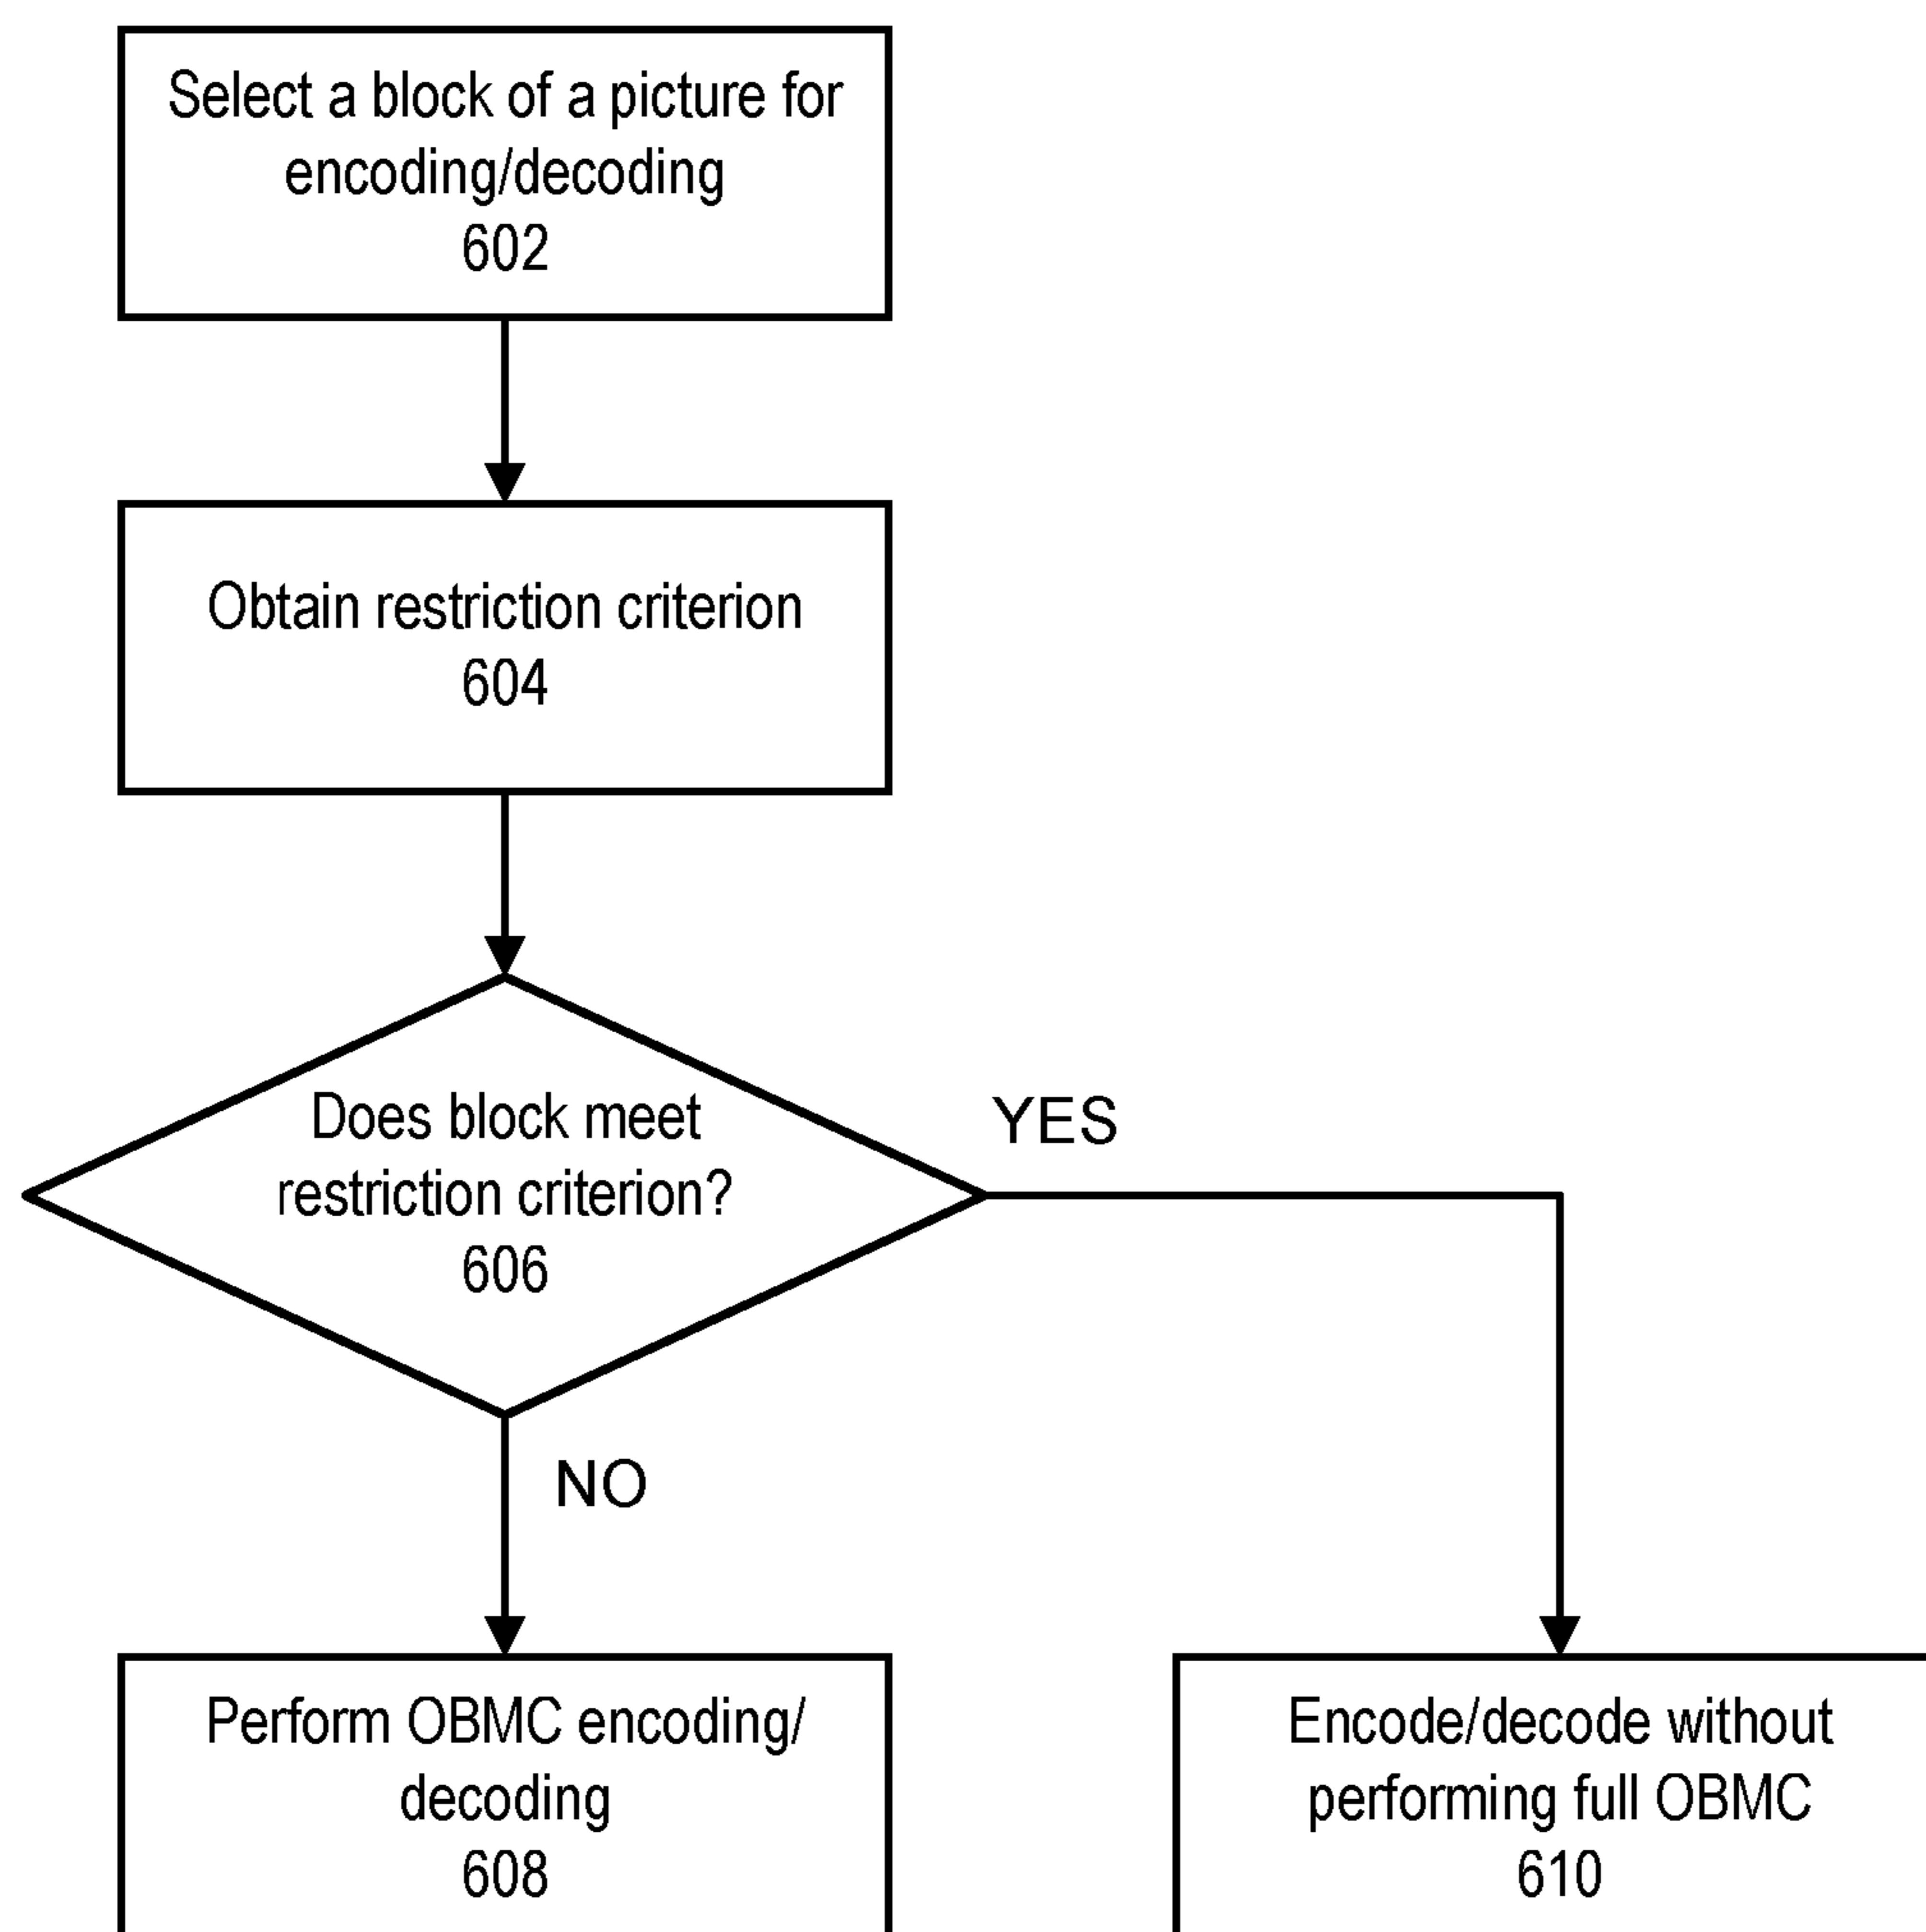 Select a block of a picture for
encoding/decoding
602
Obtain restriction criterion
604
Does block meet
restriction criterion?
606
YES
NO
Perform OBMC encoding/
decoding
608
Encode/decode without
performing full OBMC
610